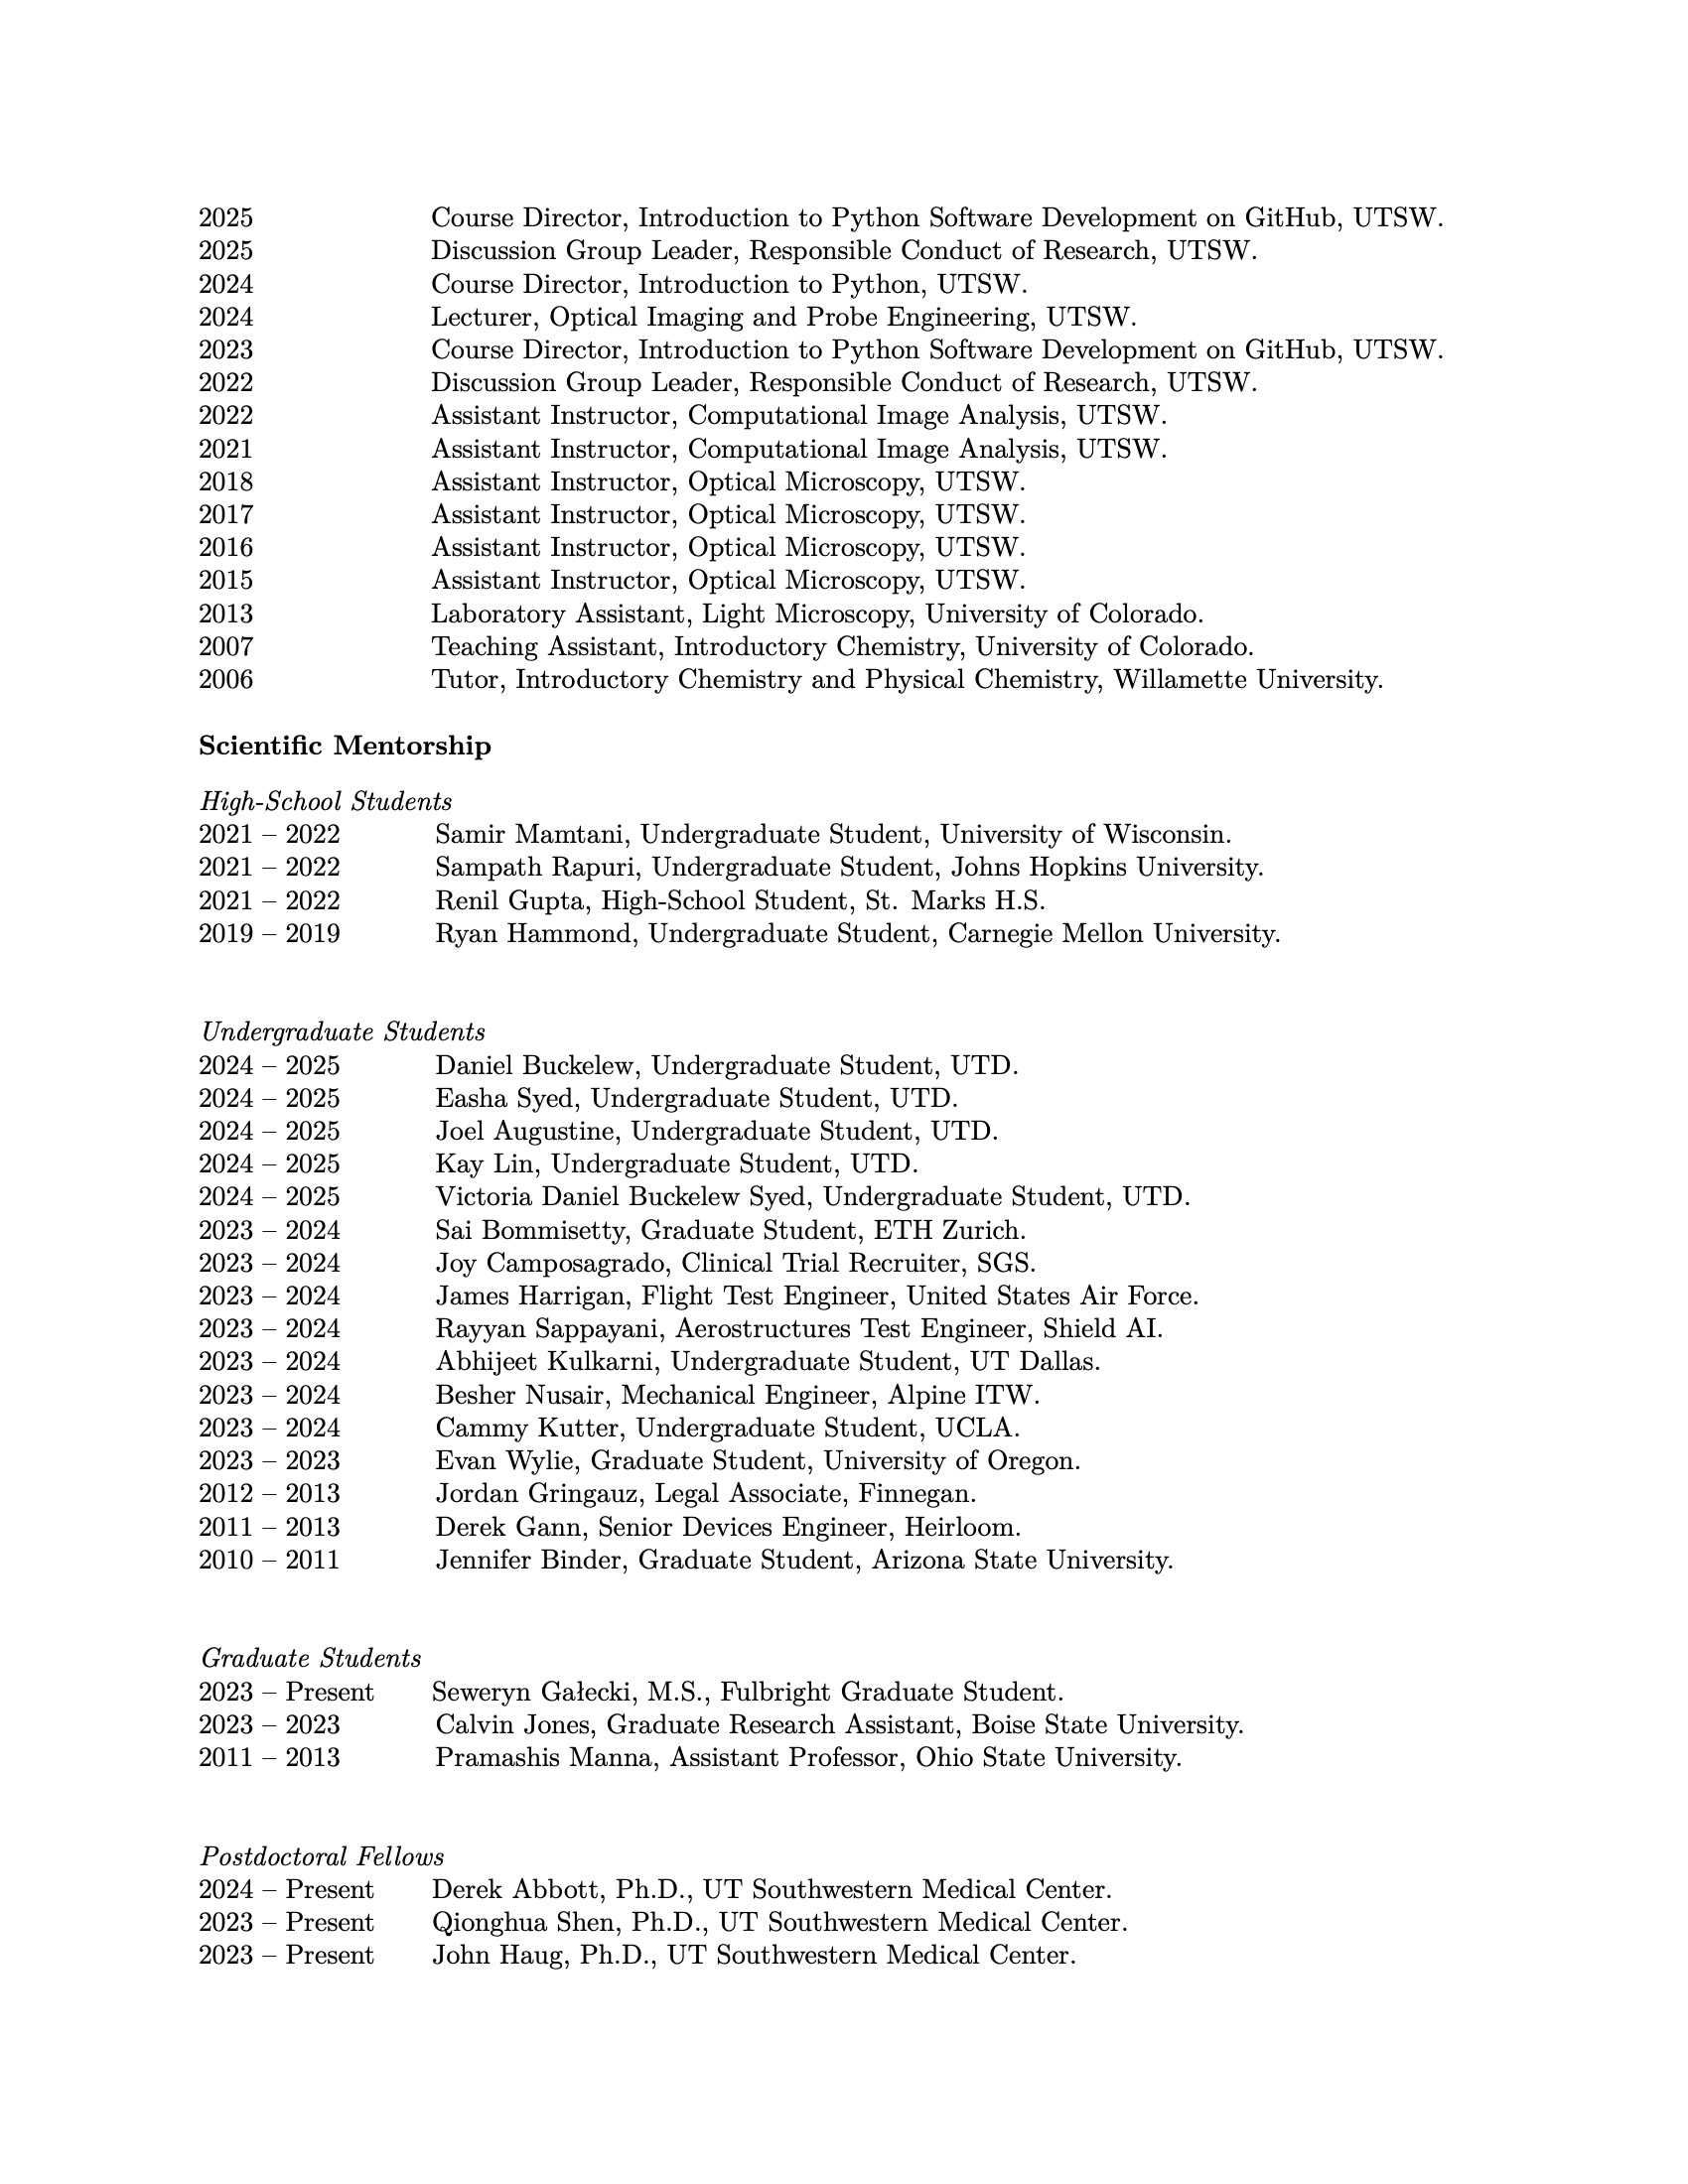 2025 Course Director, Introduction to Python Software Development on GitHub, UTSW.
2025 Discussion Group Leader, Responsible Conduct of Research, UTSW.
2024 Course Director, Introduction to Python, UTSW.
2024 Lecturer, Optical Imaging and Probe Engineering, UTSW.
2023 Course Director, Introduction to Python Software Development on GitHub, UTSW.
2022 Discussion Group Leader, Responsible Conduct of Research, UTSW.
2022 Assistant Instructor, Computational Image Analysis, UTSW.
2021 Assistant Instructor, Computational Image Analysis, UTSW.
2018 Assistant Instructor, Optical Microscopy, UTSW.
2017 Assistant Instructor, Optical Microscopy, UTSW.
2016 Assistant Instructor, Optical Microscopy, UTSW.
2015 Assistant Instructor, Optical Microscopy, UTSW.
2013 Laboratory Assistant, Light Microscopy, University of Colorado.
2007 Teaching Assistant, Introductory Chemistry, University of Colorado.
2006 Tutor, Introductory Chemistry and Physical Chemistry, Willamette University.
Scientific Mentorship
High-School Students
2021 – 2022 Samir Mamtani, Undergraduate Student, University of Wisconsin.
2021 – 2022 Sampath Rapuri, Undergraduate Student, Johns Hopkins University.
2021 – 2022 Renil Gupta, High-School Student, St. Marks H.S.
2019 – 2019 Ryan Hammond, Undergraduate Student, Carnegie Mellon University.
Undergraduate Students
2024 – 2025 Daniel Buckelew, Undergraduate Student, UTD.
2024 – 2025 Easha Syed, Undergraduate Student, UTD.
2024 – 2025 Joel Augustine, Undergraduate Student, UTD.
2024 – 2025 Kay Lin, Undergraduate Student, UTD.
2024 – 2025 Victoria Daniel Buckelew Syed, Undergraduate Student, UTD.
2023 – 2024 Sai Bommisetty, Graduate Student, ETH Zurich.
2023 – 2024 Joy Camposagrado, Clinical Trial Recruiter, SGS.
2023 – 2024 James Harrigan, Flight Test Engineer, United States Air Force.
2023 – 2024 Rayyan Sappayani, Aerostructures Test Engineer, Shield AI.
2023 – 2024 Abhijeet Kulkarni, Undergraduate Student, UT Dallas.
2023 – 2024 Besher Nusair, Mechanical Engineer, Alpine ITW.
2023 – 2024 Cammy Kutter, Undergraduate Student, UCLA.
2023 – 2023 Evan Wylie, Graduate Student, University of Oregon.
2012 – 2013 Jordan Gringauz, Legal Associate, Finnegan.
2011 – 2013 Derek Gann, Senior Devices Engineer, Heirloom.
2010 – 2011 Jennifer Binder, Graduate Student, Arizona State University.
Graduate Students
2023 – Present Seweryn Gałecki, M.S., Fulbright Graduate Student.
2023 – 2023 Calvin Jones, Graduate Research Assistant, Boise State University.
2011 – 2013 Pramashis Manna, Assistant Professor, Ohio State University.
Postdoctoral Fellows
2024 – Present Derek Abbott, Ph.D., UT Southwestern Medical Center.
2023 – Present Qionghua Shen, Ph.D., UT Southwestern Medical Center.
2023 – Present John Haug, Ph.D., UT Southwestern Medical Center.